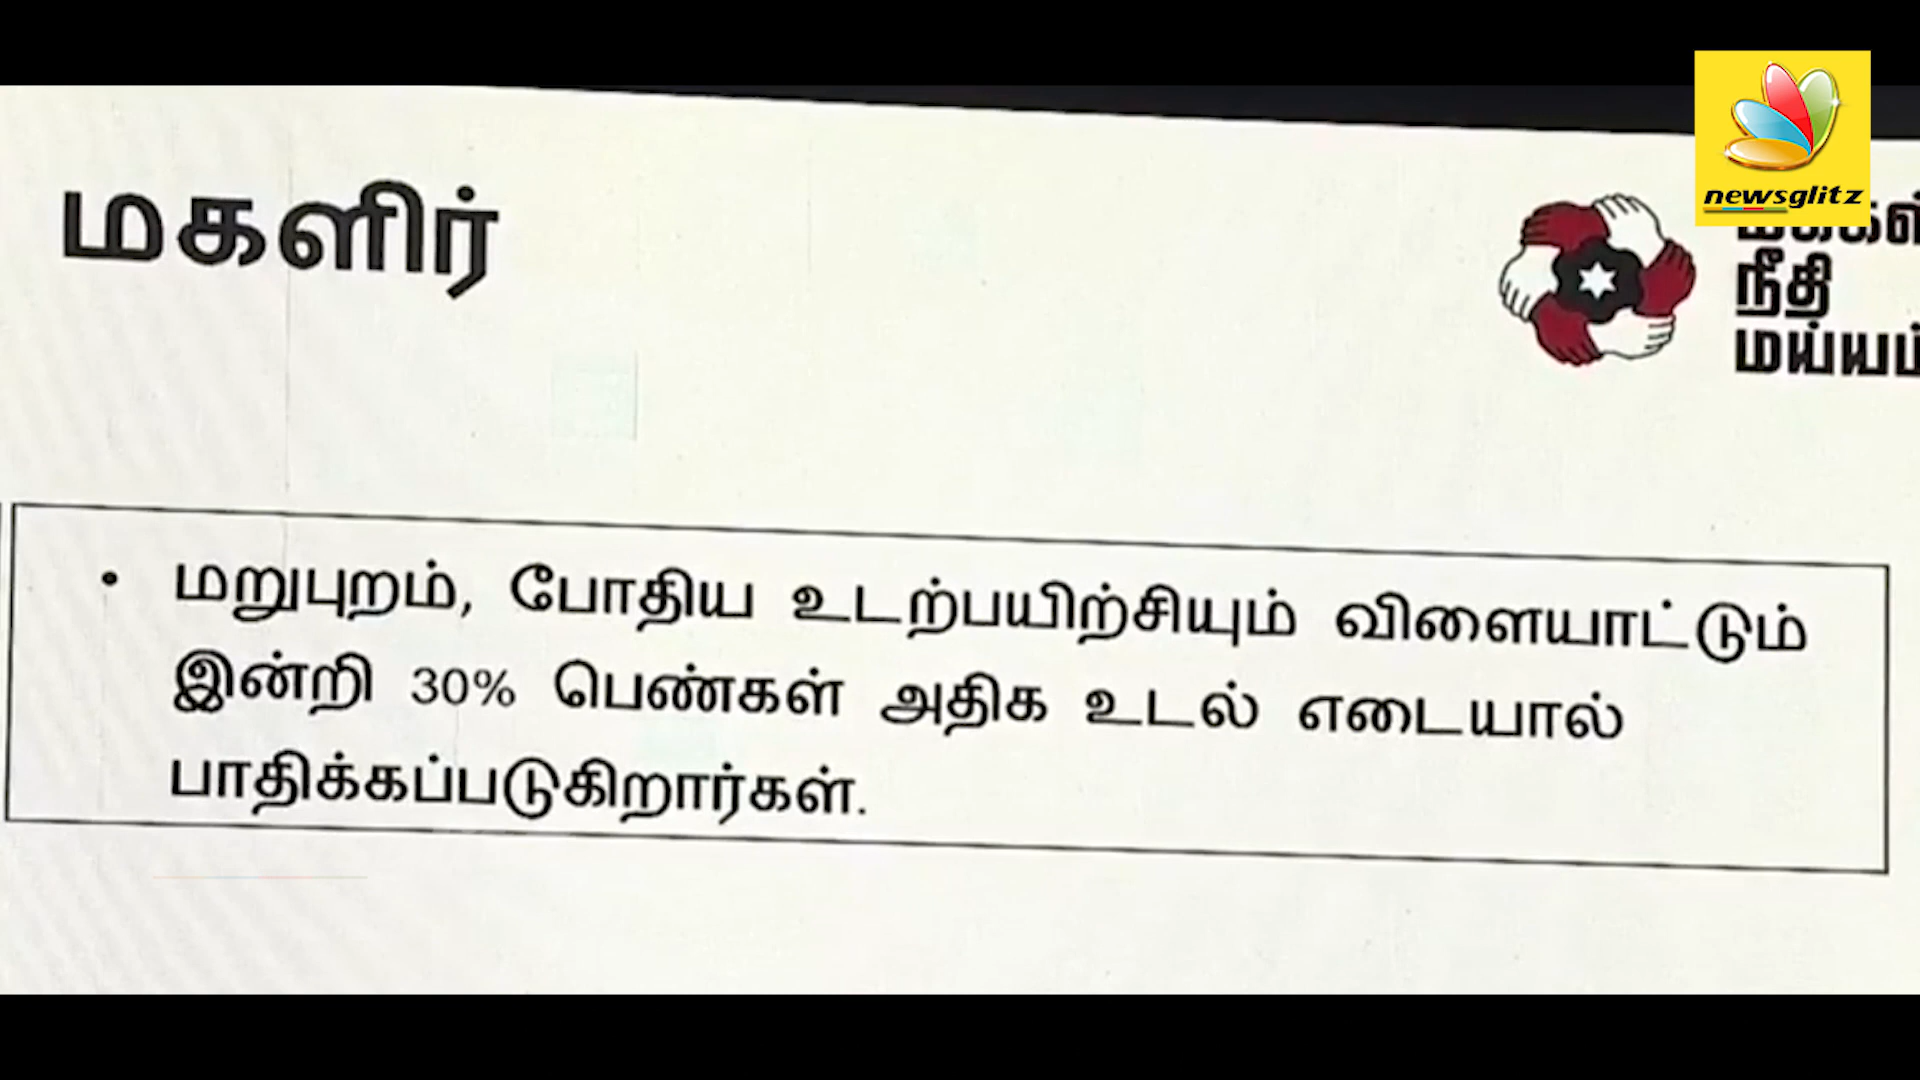 newsglitz
மகளிர்
நீதி
• மறுபுறம், போதிய உடற்பயிற்சியும் விளையாட்டும்
இன்றி 30% பெண்கள் அதிக உடல் எடையால்
பாதிக்கப்படுகிறார்கள்.